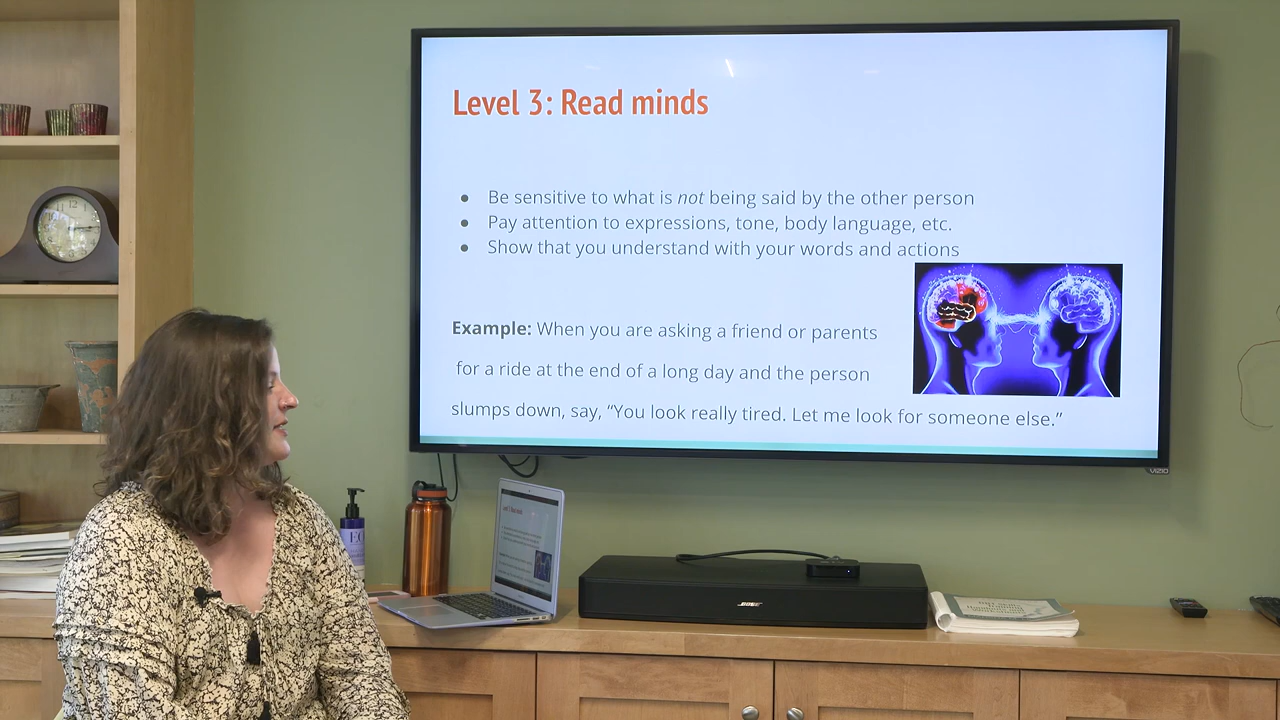 Level 3: Read minds
● Be sensitive to what is not being said by the other person
● Pay attention to expressions, tone, body language, etc.
● Show that you understand with your words and actions
Example: When you are asking a friend or parents
for a ride at the end of a long day and the person
slumps down, say, “You look really tired. Let me look for someone else.”
VIZIO
BOSE